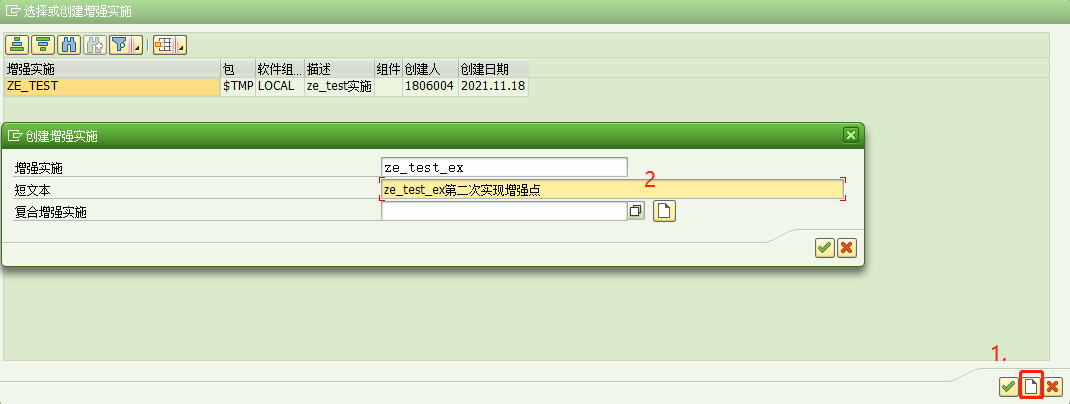 选择或创建增强实施
增强实施 包 软件组... 描述 组件 创建人 创建日期
ZE_TEST $TMP LOCAL ze_test实施 1806004 2021.11.18
创建增强实施
增强实施 ze_test_ex
短文本 ze_test_ex第二次实现增强点
2
复合增强实施
1.